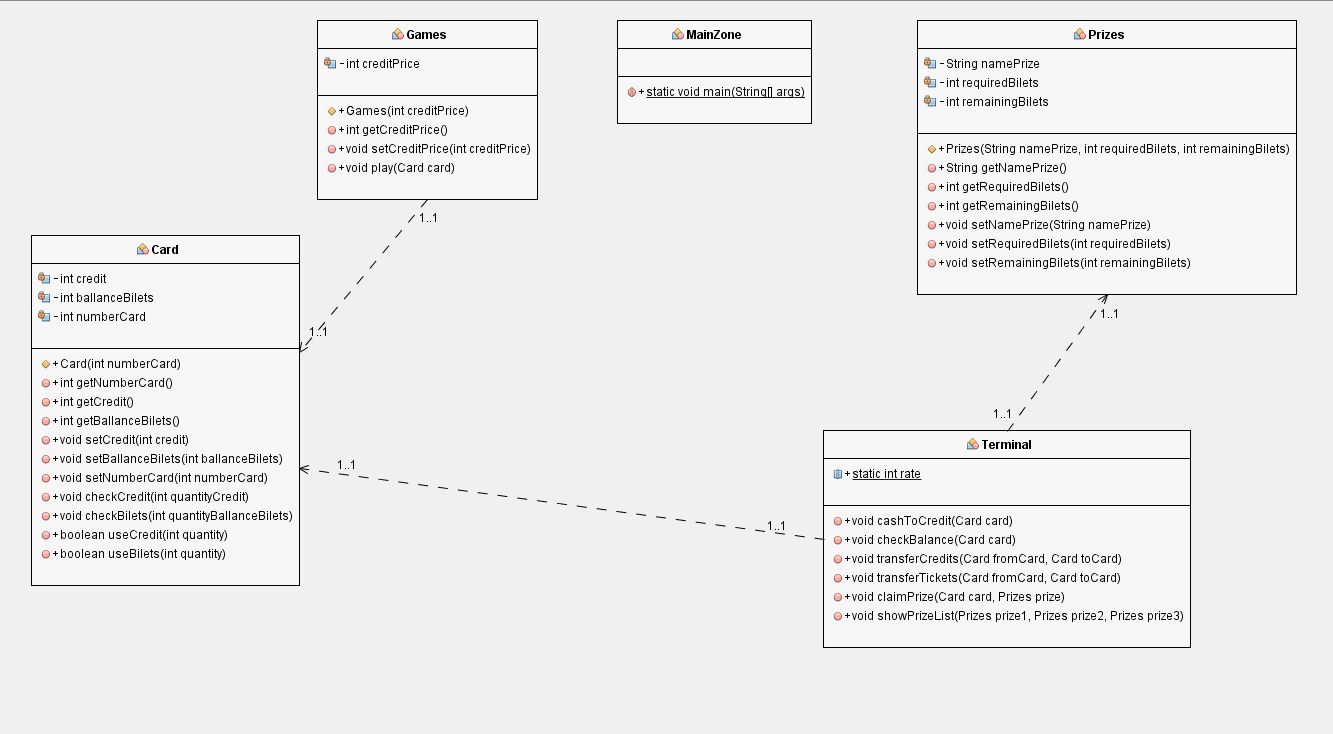 Games
-int creditPrice
+Games(int creditPrice)
+int getCreditPrice()
+void setCreditPrice(int creditPrice)
+void play(Card card)
1..1
1..1
MainZone
+static void main(String[] args)
Prizes
-String namePrize
-int requiredBilets
-int remainingBilets
+Prizes(String namePrize, int requiredBilets, int remainingBilets)
+String getNamePrize()
+int getRequiredBilets()
+int getRemainingBilets()
+void setNamePrize(String namePrize)
+void setRequiredBilets(int requiredBilets)
+void setRemainingBilets(int remainingBilets)
1..1
1..1
Card
-int credit
-int ballanceBilets
-int numberCard
+Card(int numberCard)
+int getNumberCard()
+int getCredit()
+int getBallanceBilets()
+void setCredit(int credit)
+void setBallanceBilets(int ballanceBilets)
+void setNumberCard(int numberCard)
+void checkCredit(int quantityCredit)
+void checkBilets(int quantityBallanceBilets)
+boolean useCredit(int quantity)
+boolean useBilets(int quantity)
1..1
1..1
Terminal
+static int rate
+void cashToCredit(Card card)
+void checkBalance(Card card)
+void transferCredits(Card fromCard, Card toCard)
+void transferTickets(Card fromCard, Card toCard)
+void claimPrize(Card card, Prizes prize)
+void showPrizeList(Prizes prize1, Prizes prize2, Prizes prize3)